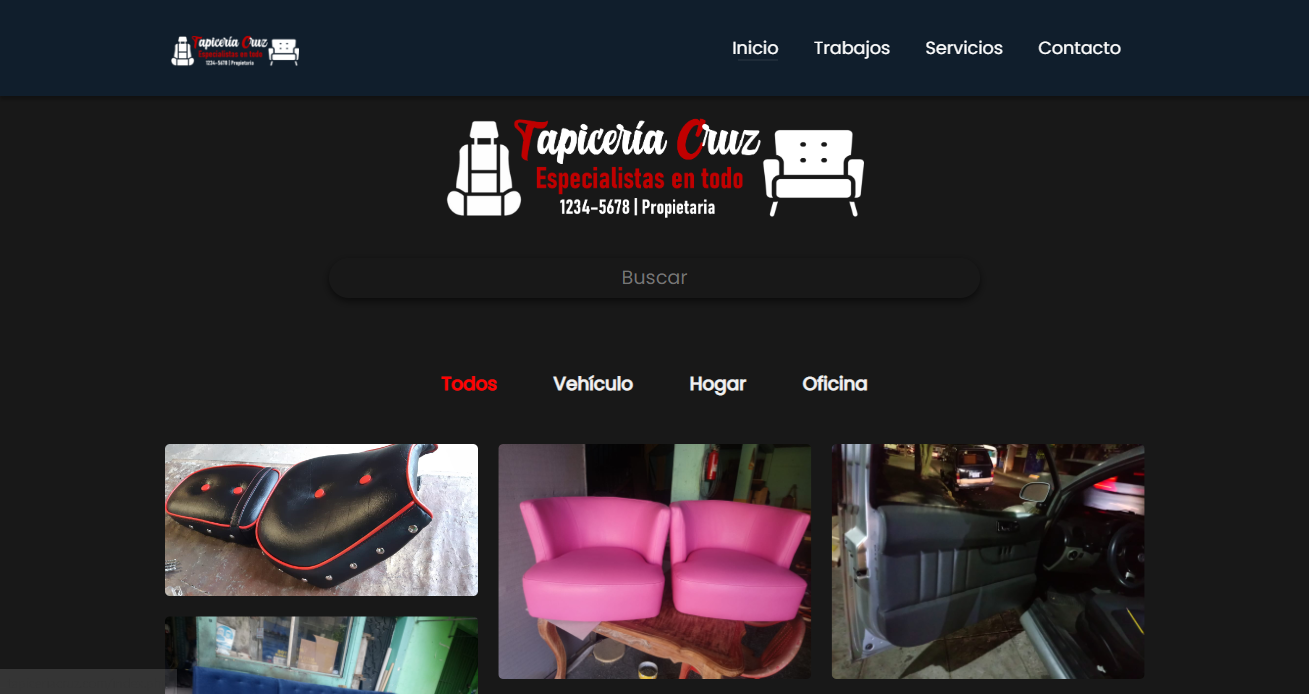 Tapicería Cruz
Especialistas en todo
1234-5678 | Propietaria
Inicio Trabajos Servicios Contacto
Tapicería Cruz
Especialistas en todo
1234-5678 | Propietaria
Buscar
Todos Vehículo Hogar Oficina